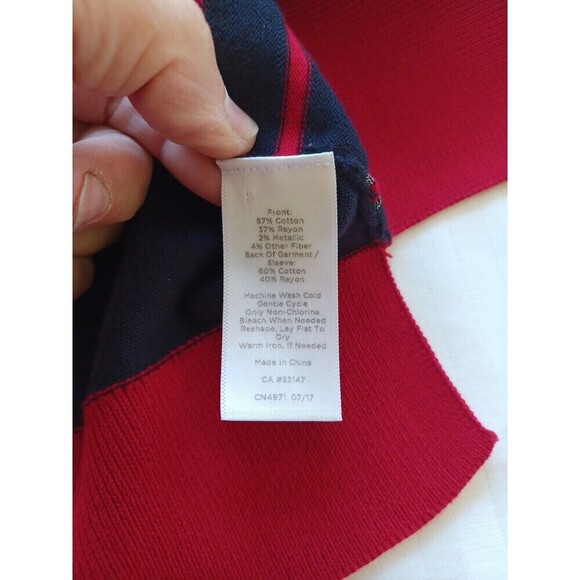 Front:
57% Cotton
37% Rayon
2% Metallic
4% Other Fiber
Back Of Garment /
Sleeve:
60% Cotton
40% Rayon
Machine Wash Cold
Gentle Cycle
Only Non-Chlorine
Bleach When Needed
Reshape, Lay Flat To
Dry
Warm Iron, If Needed
Made in China
CA #23147
CN4871 07/17